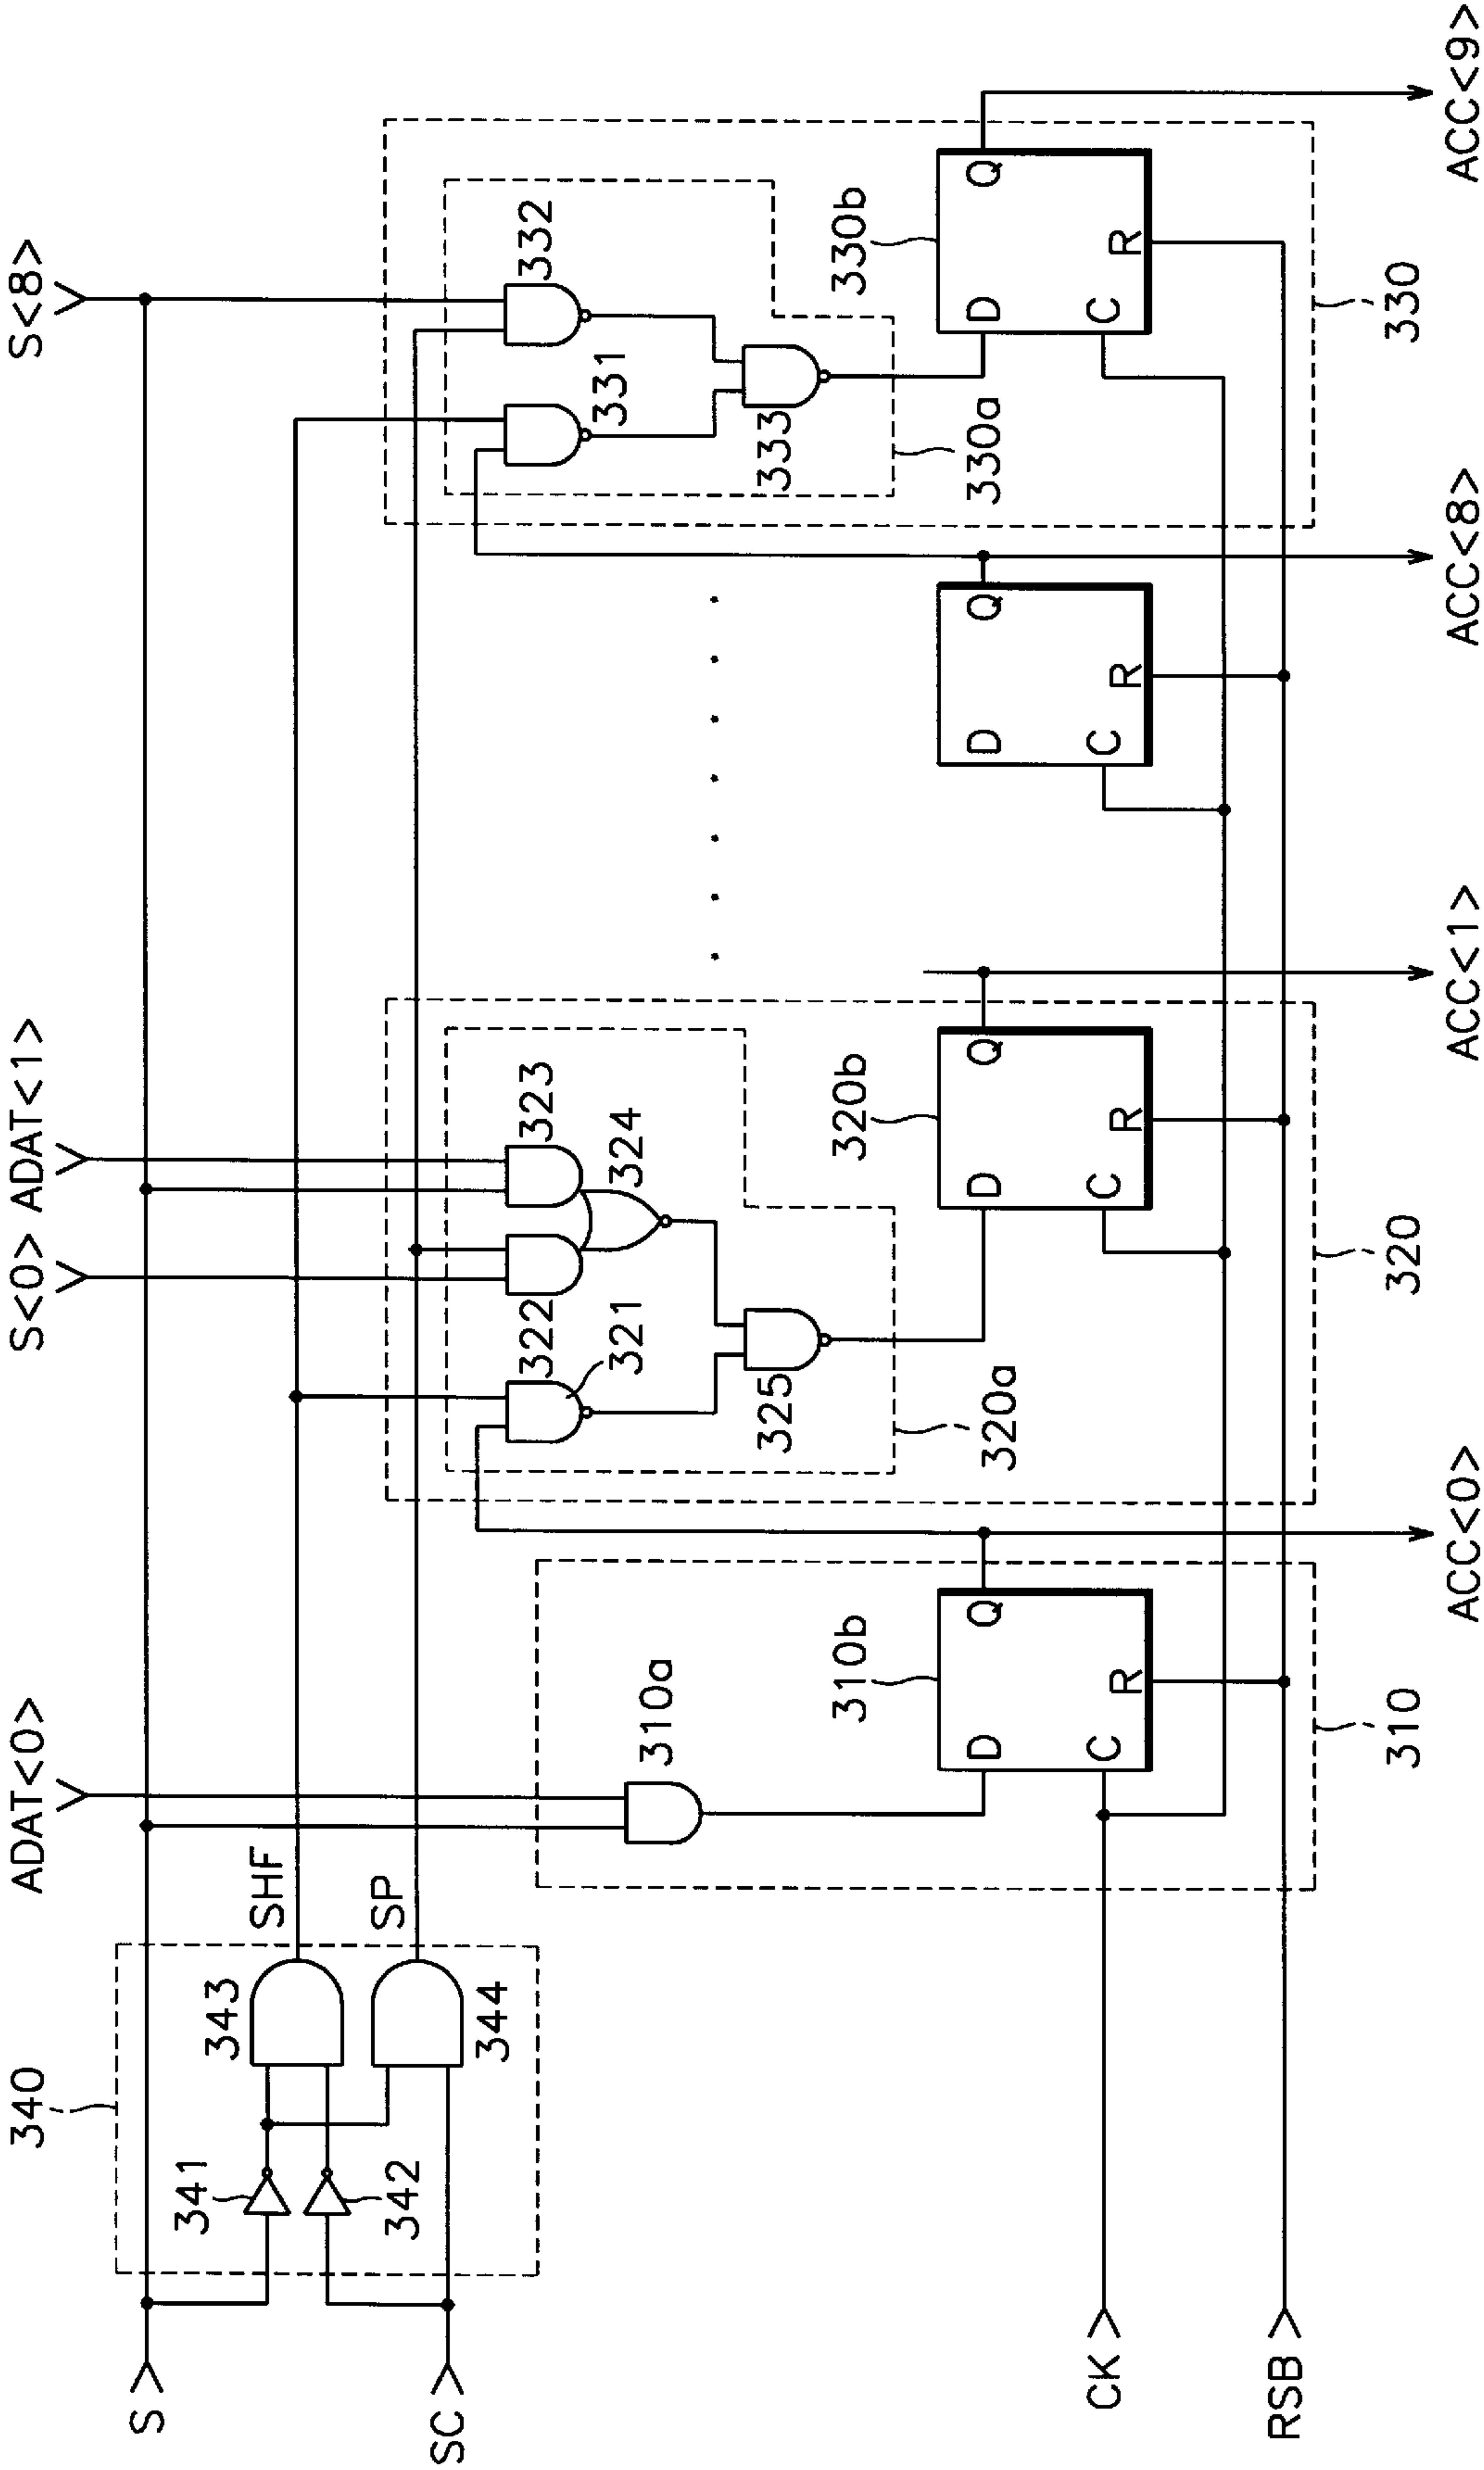 340
S >
SC >
341
342
343
344
SHF
SP
ADAT<0>
S<0>
ADAT<1>
S<8>
310a
322
321
323
324
325
320a
331
332
333
330a
310b
D
Q
C
R
320b
D
Q
C
R
D
Q
C
R
330b
D
Q
C
R
310
320
330
CK >
RSB >
ACC<0>
ACC<1>
ACC<8>
ACC<9>